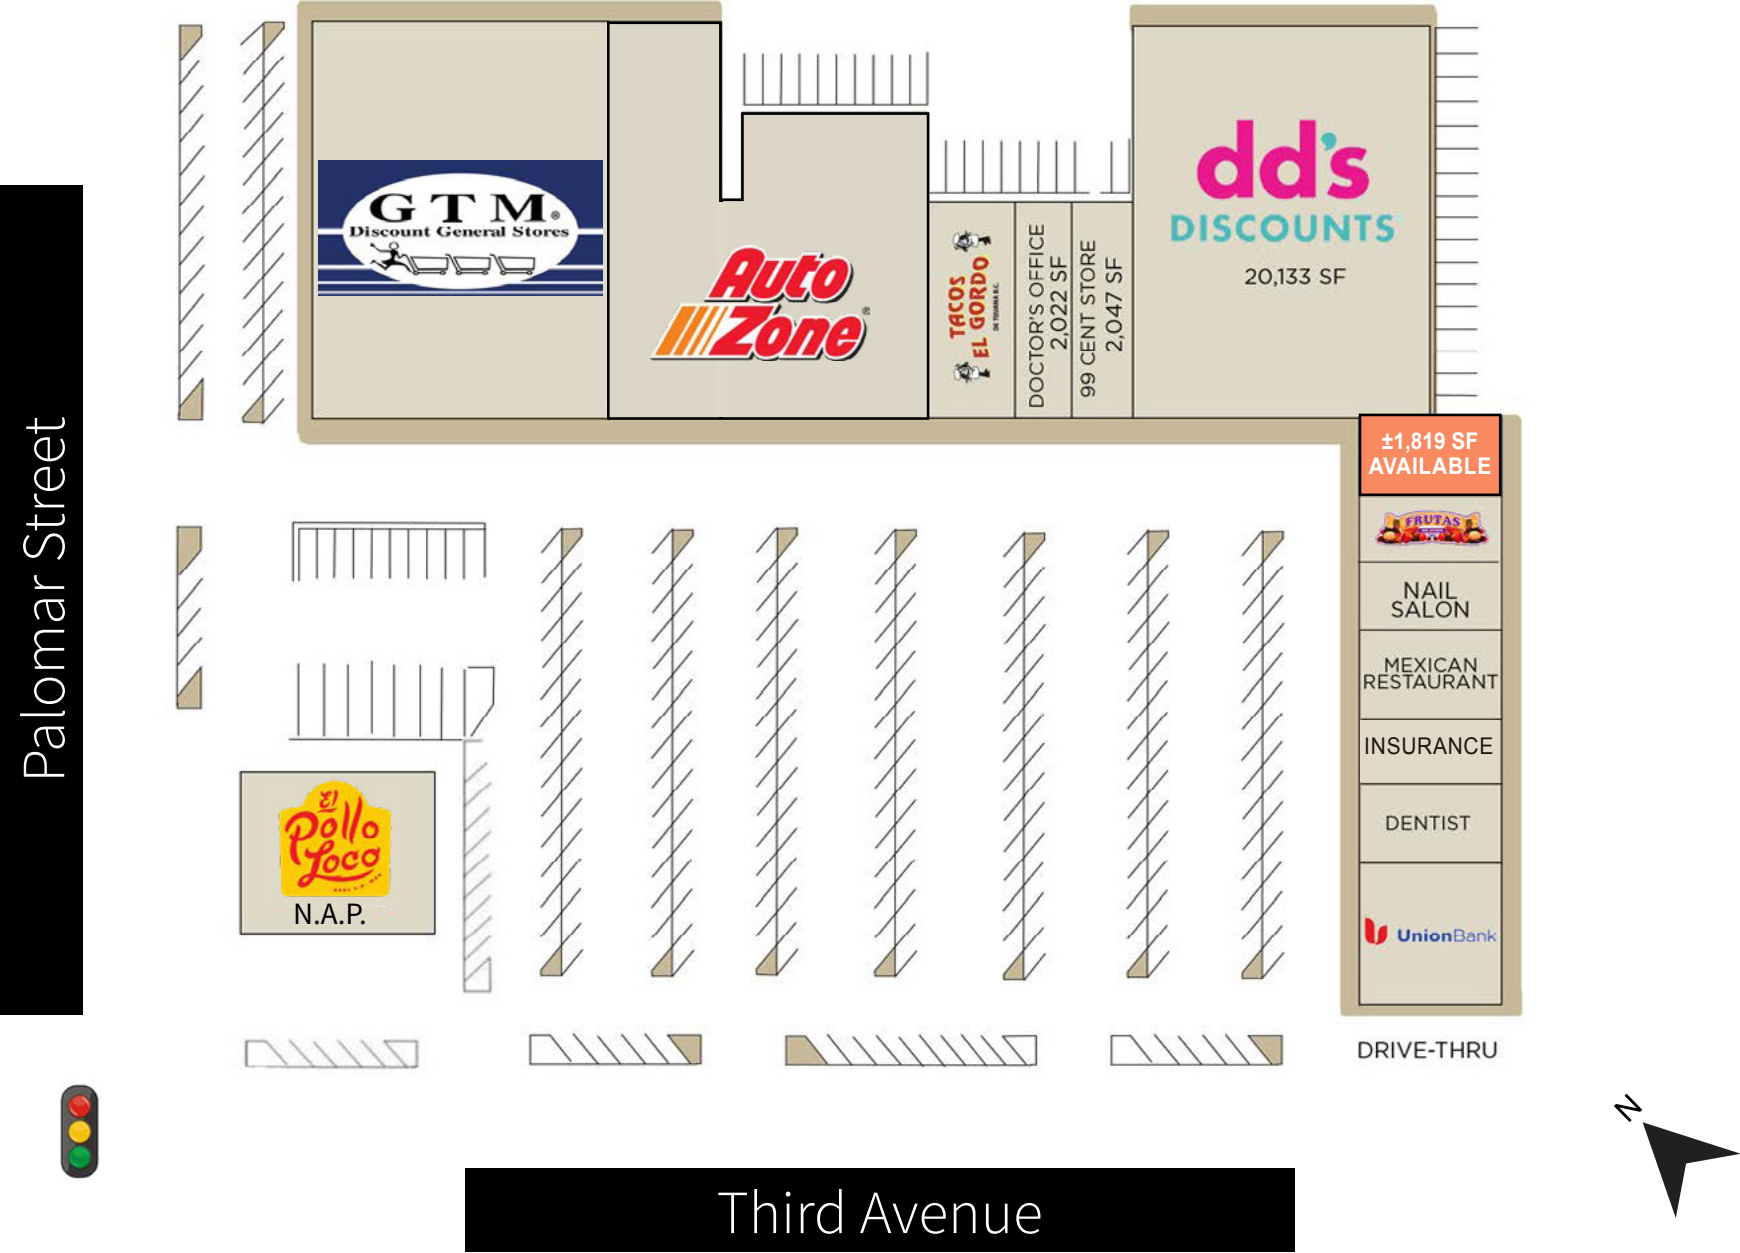 GTM®
Discount General Stores
Auto
Zone®
TACOS
EL GORDO
DOCTOR'S OFFICE
2,022 SF
99 CENT STORE
2,047 SF
dd's
DISCOUNTS
20,133 SF
±1,819 SF
AVAILABLE
FRUTAS
NAIL
SALON
MEXICAN
RESTAURANT
INSURANCE
DENTIST
UnionBank
DRIVE-THRU
El
Pollo
Loco
N.A.P.
Palomar Street
Third Avenue
N